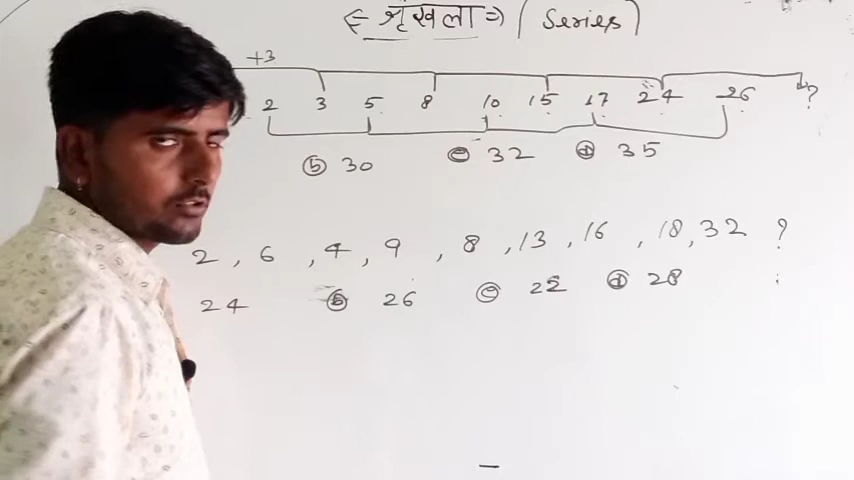 ⇐ श्रृंखला ⇒ ( Series )
+3
2 3 5 8 10 15 17 24 26 ?
ⓑ 30 ⓒ 32 ⓓ 35
2, 6, 4, 9, 8, 13, 16, 18, 32 ?
24 ⓑ 26 ⓒ 22 ⓓ 28